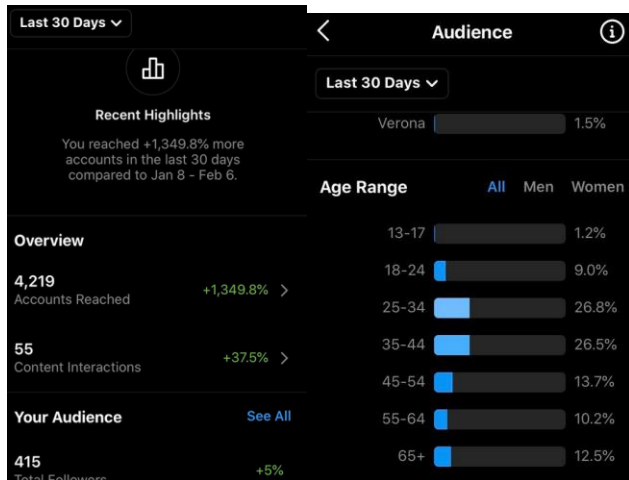 Last 30 Days
Recent Highlights
You reached +1,349.8% more
accounts in the last 30 days
compared to Jan 8 - Feb 6.
Overview
4,219
Accounts Reached
+1,349.8%
55
Content Interactions
+37.5%
Your Audience
See All
415
Total Followers
+5%
Audience
Last 30 Days
Verona
1.5%
Age Range
All Men Women
13-17 1.2%
18-24 9.0%
25-34 26.8%
35-44 26.5%
45-54 13.7%
55-64 10.2%
65+ 12.5%